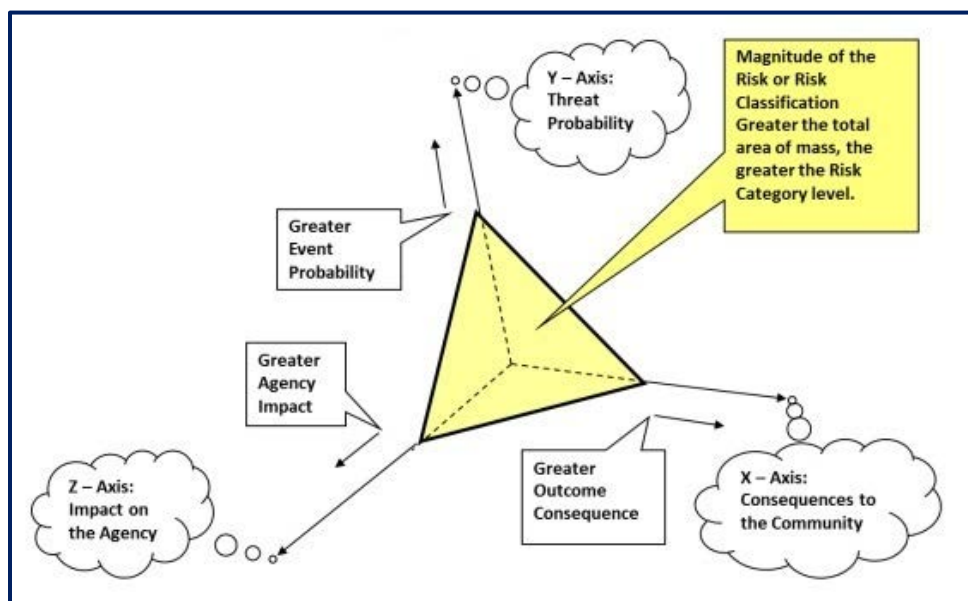 Y – Axis:
Threat
Probability
Magnitude of the
Risk or Risk
Classification
Greater the total
area of mass, the
greater the Risk
Category level.
Greater
Event
Probability
Greater
Agency
Impact
Z – Axis:
Impact on
the Agency
Greater
Outcome
Consequence
X – Axis:
Consequences to
the Community